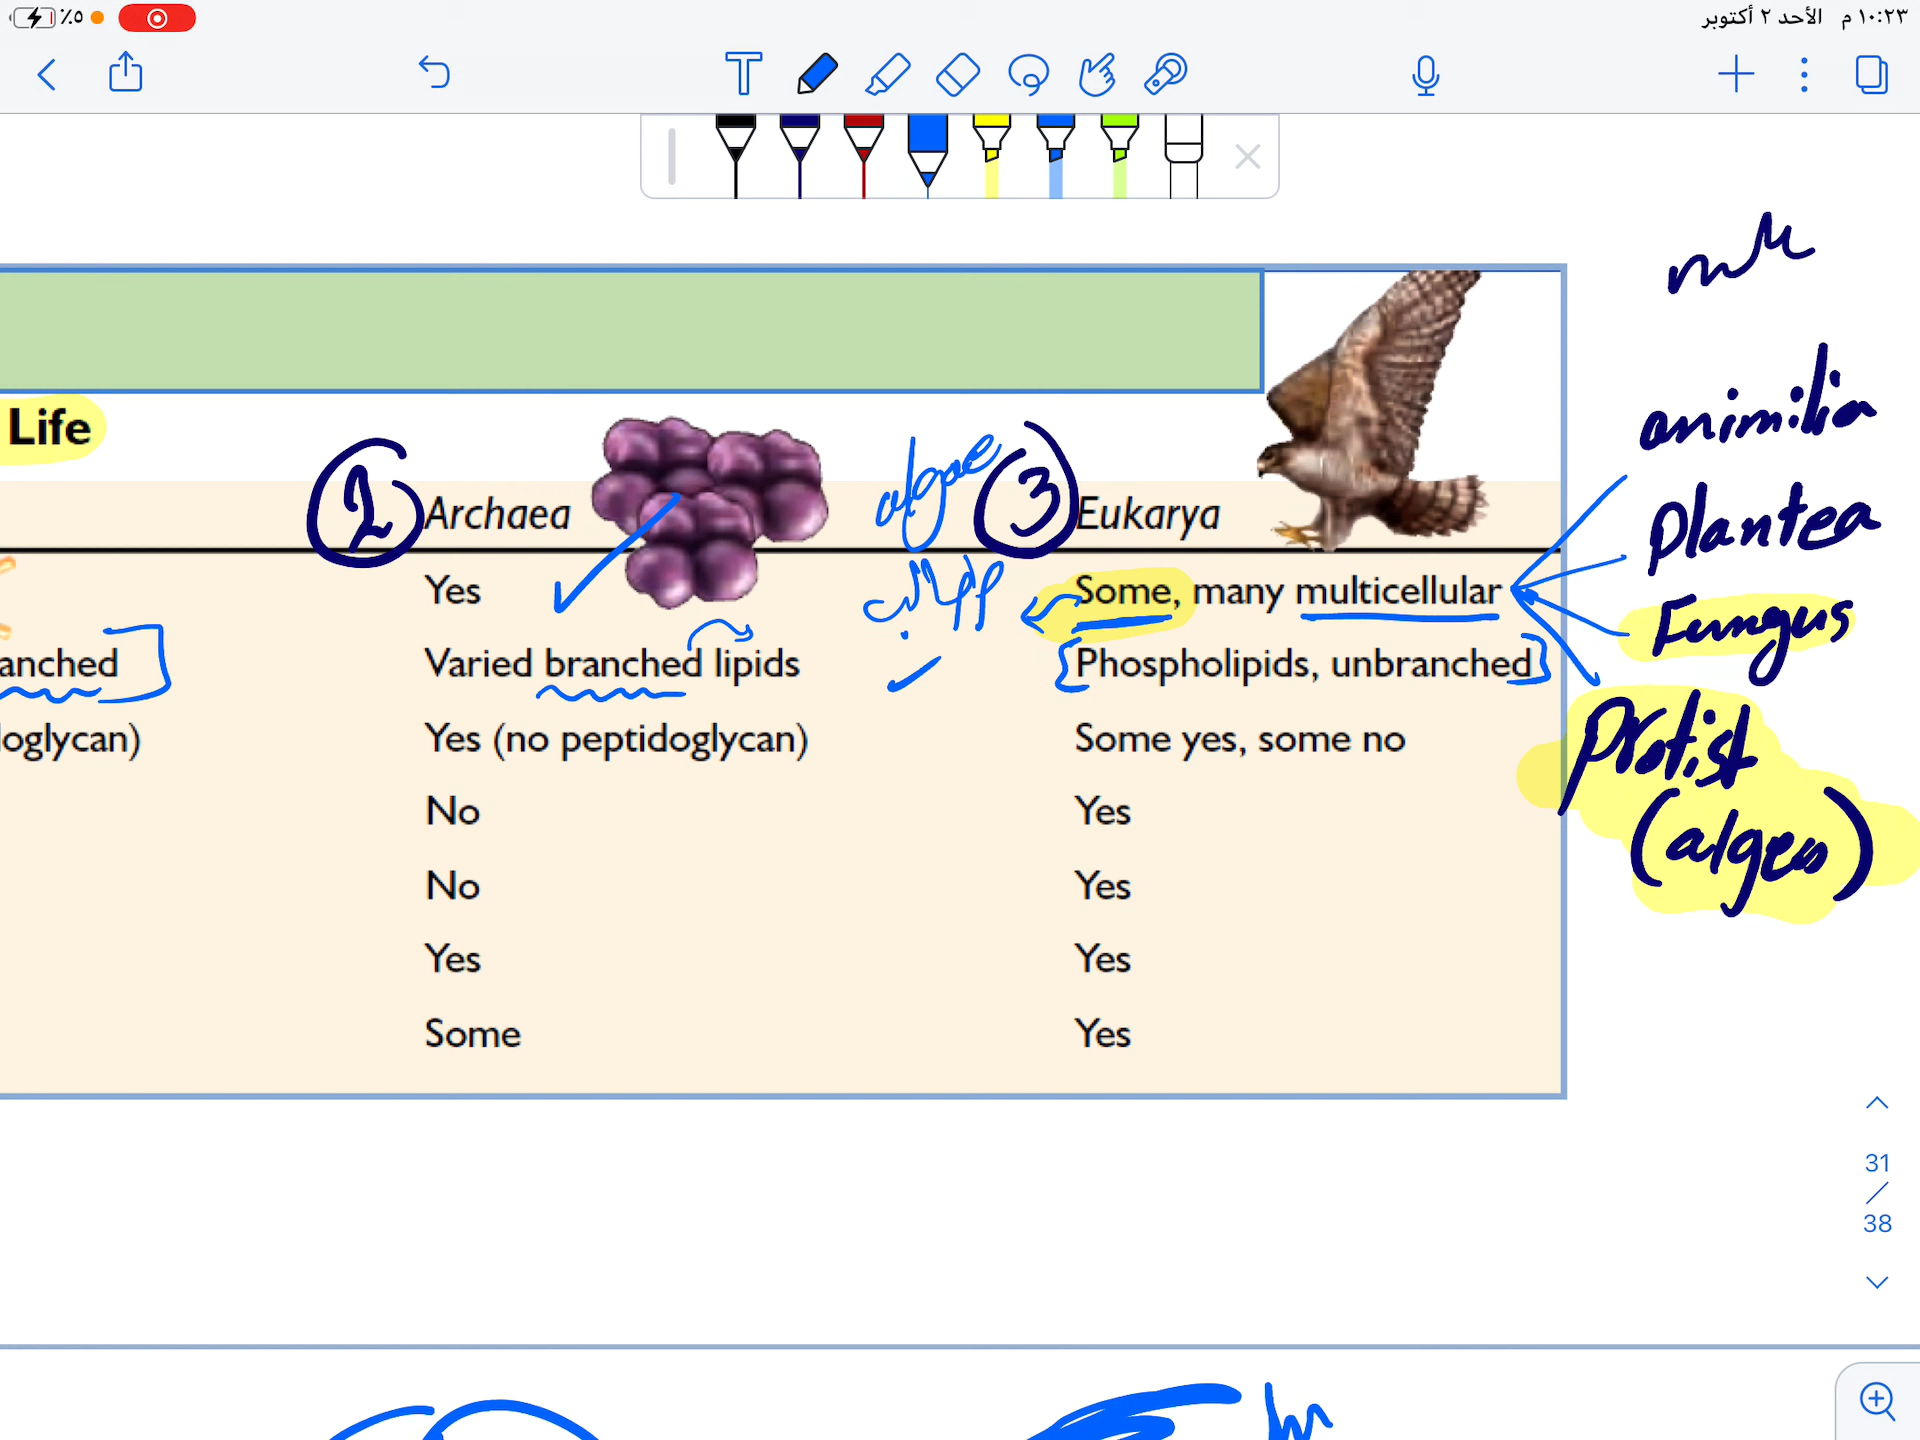 ٪٥
١٠:٢٣ م الأحد ٢ أكتوبر
T
animilia
Life
algae
2 Archaea
3 Eukarya
Plantea
Yes
Some, many multicellular
Fungus
anched
Varied branched lipids
Phospholipids, unbranched
loglycan)
Yes (no peptidoglycan)
Some yes, some no
Protist
No
Yes
(algea)
No
Yes
Yes
Yes
Some
Yes
31
/
38